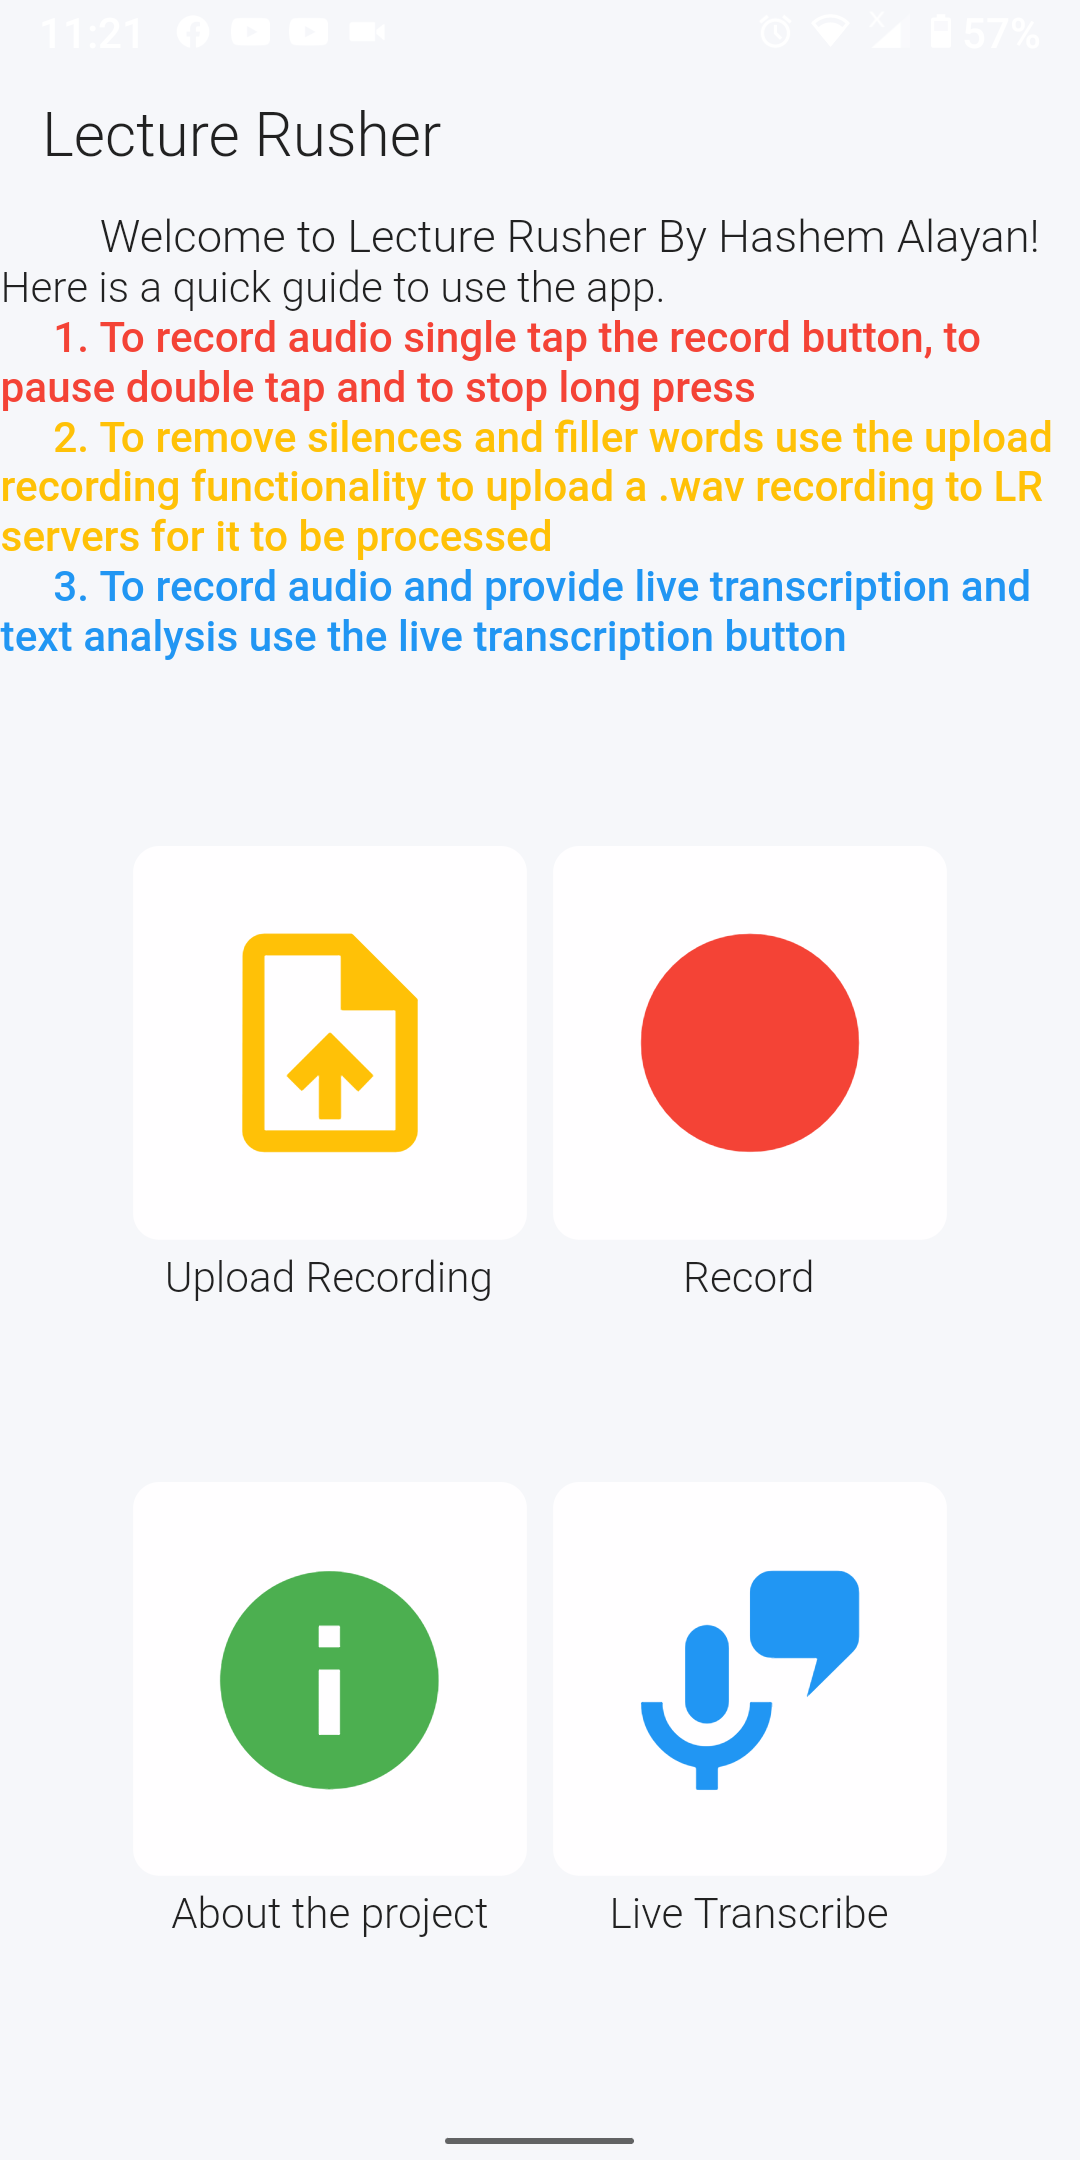 11:21
57%
Lecture Rusher
Welcome to Lecture Rusher By Hashem Alayan!
Here is a quick guide to use the app.
1. To record audio single tap the record button, to
pause double tap and to stop long press
2. To remove silences and filler words use the upload
recording functionality to upload a .wav recording to LR
servers for it to be processed
3. To record audio and provide live transcription and
text analysis use the live transcription button
Upload Recording
Record
About the project
Live Transcribe